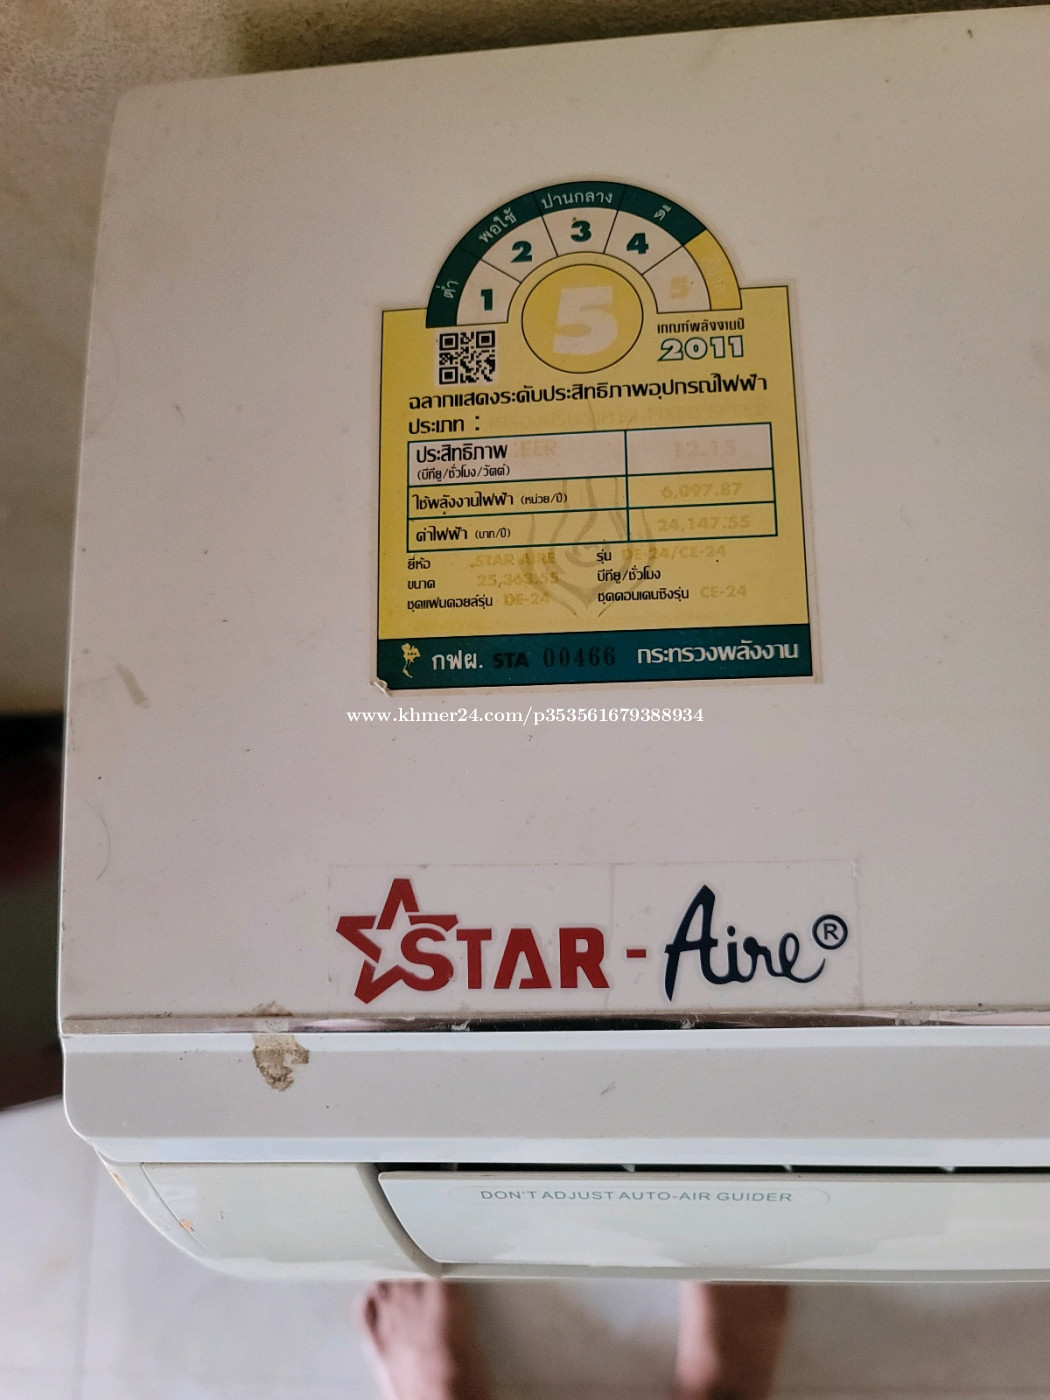 ต่ำ พอใช้ ปานกลาง ดี
1 2 3 4 5
5
เกณฑ์พลังงานปี
2011
ฉลากแสดงระดับประสิทธิภาพอุปกรณ์ไฟฟ้า
ประเภท :
ประสิทธิภาพ EER 12.15
(บีทียู/ชั่วโมง/วัตต์)
ใช้พลังงานไฟฟ้า (หน่วย/ปี) 6,097.87
ค่าไฟฟ้า (บาท/ปี) 24,147.55
ยี่ห้อ STAR AIRE รุ่น DE-24/CE-24
ขนาด 25,363.55 บีทียู/ชั่วโมง
ชุดแฟนคอยล์รุ่น DE-24 ชุดคอนเดนซิ่งรุ่น CE-24
กฟผ. STA 00466 กระทรวงพลังงาน
www.khmer24.com/p353561679388934
STAR - Aire®
DON'T ADJUST AUTO-AIR GUIDER